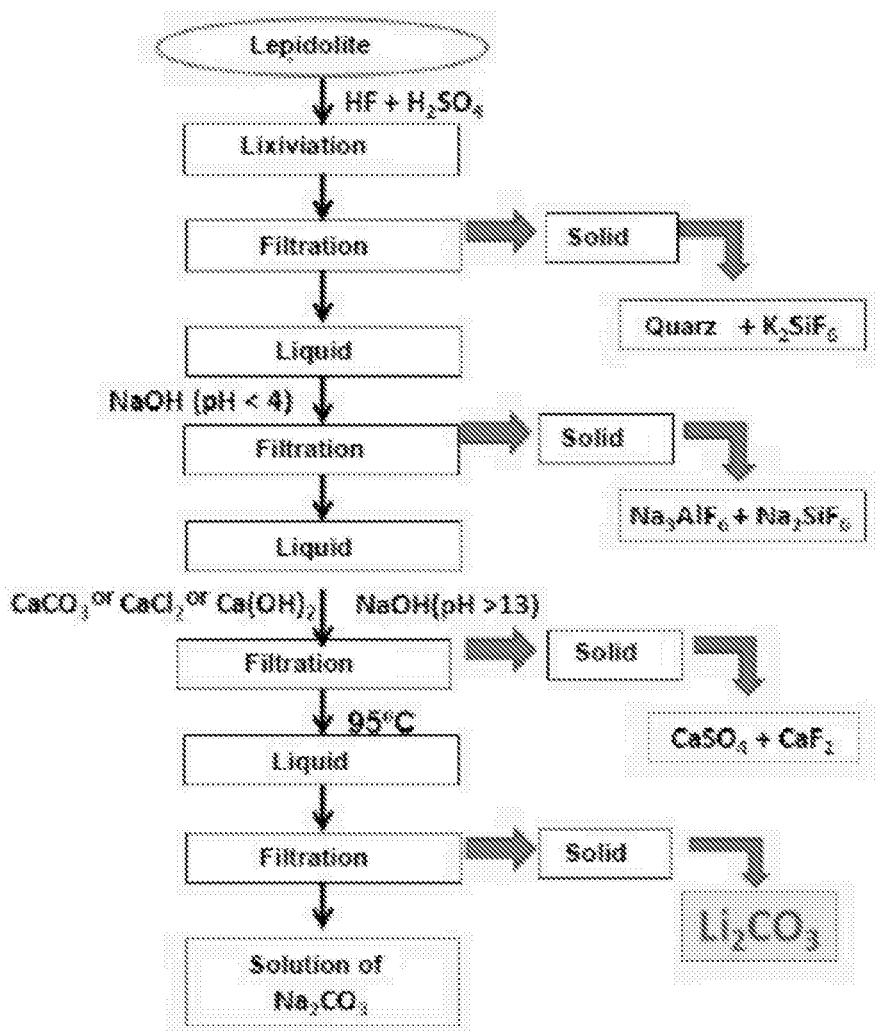 Lepidolite
HF + H₂SO₄
Lixiviation
Filtration
Solid
Quarz + K₂SiF₆
Liquid
NaOH (pH < 4)
Filtration
Solid
Na₃AlF₆ + Na₂SiF₆
Liquid
CaCO₃ or CaCl₂ or Ca(OH)₂ NaOH(pH >13)
Filtration
Solid
CaSO₄ + CaF₂
95°C
Liquid
Filtration
Solid
Li₂CO₃
Solution of
Na₂CO₃